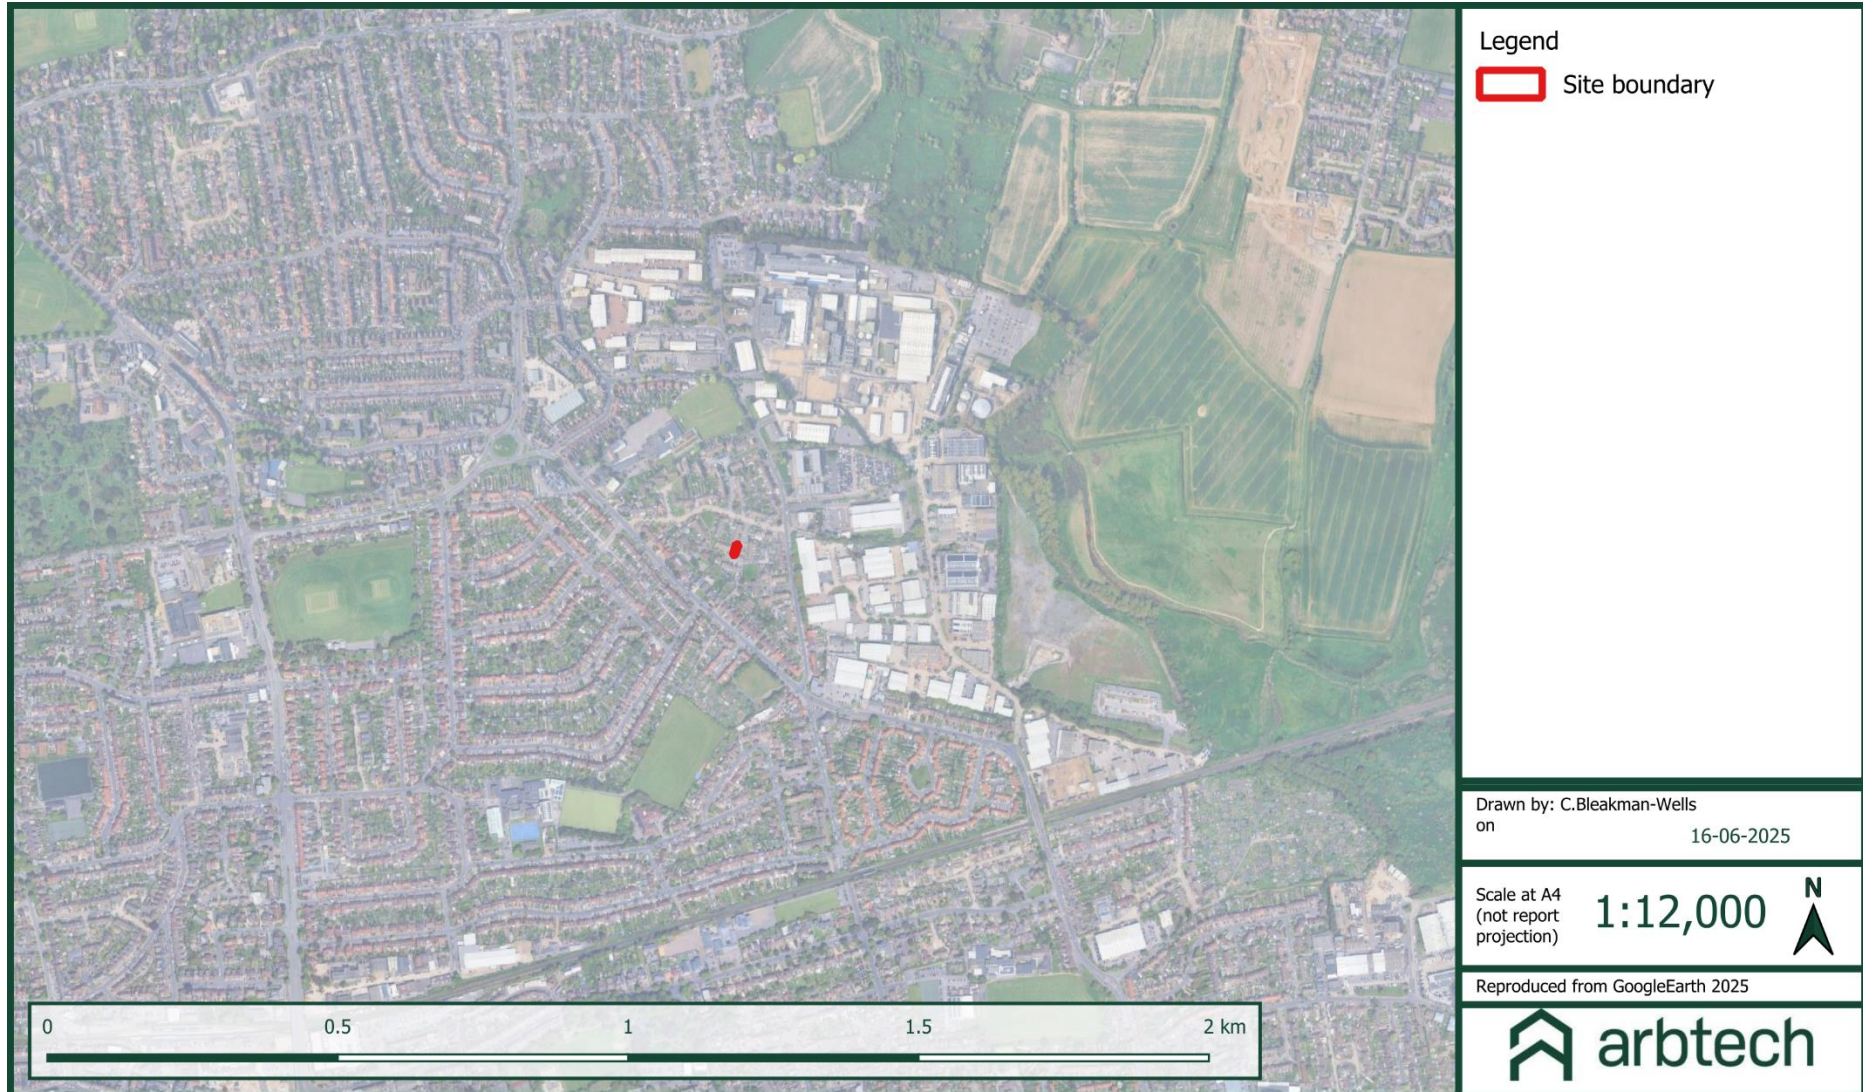 Legend
Site boundary
Drawn by: C.Bleakman-Wells
on
16-06-2025
Scale at A4
(not report
projection)
1:12,000
N
Reproduced from GoogleEarth 2025
arbtech
0 0.5 1 1.5 2 km